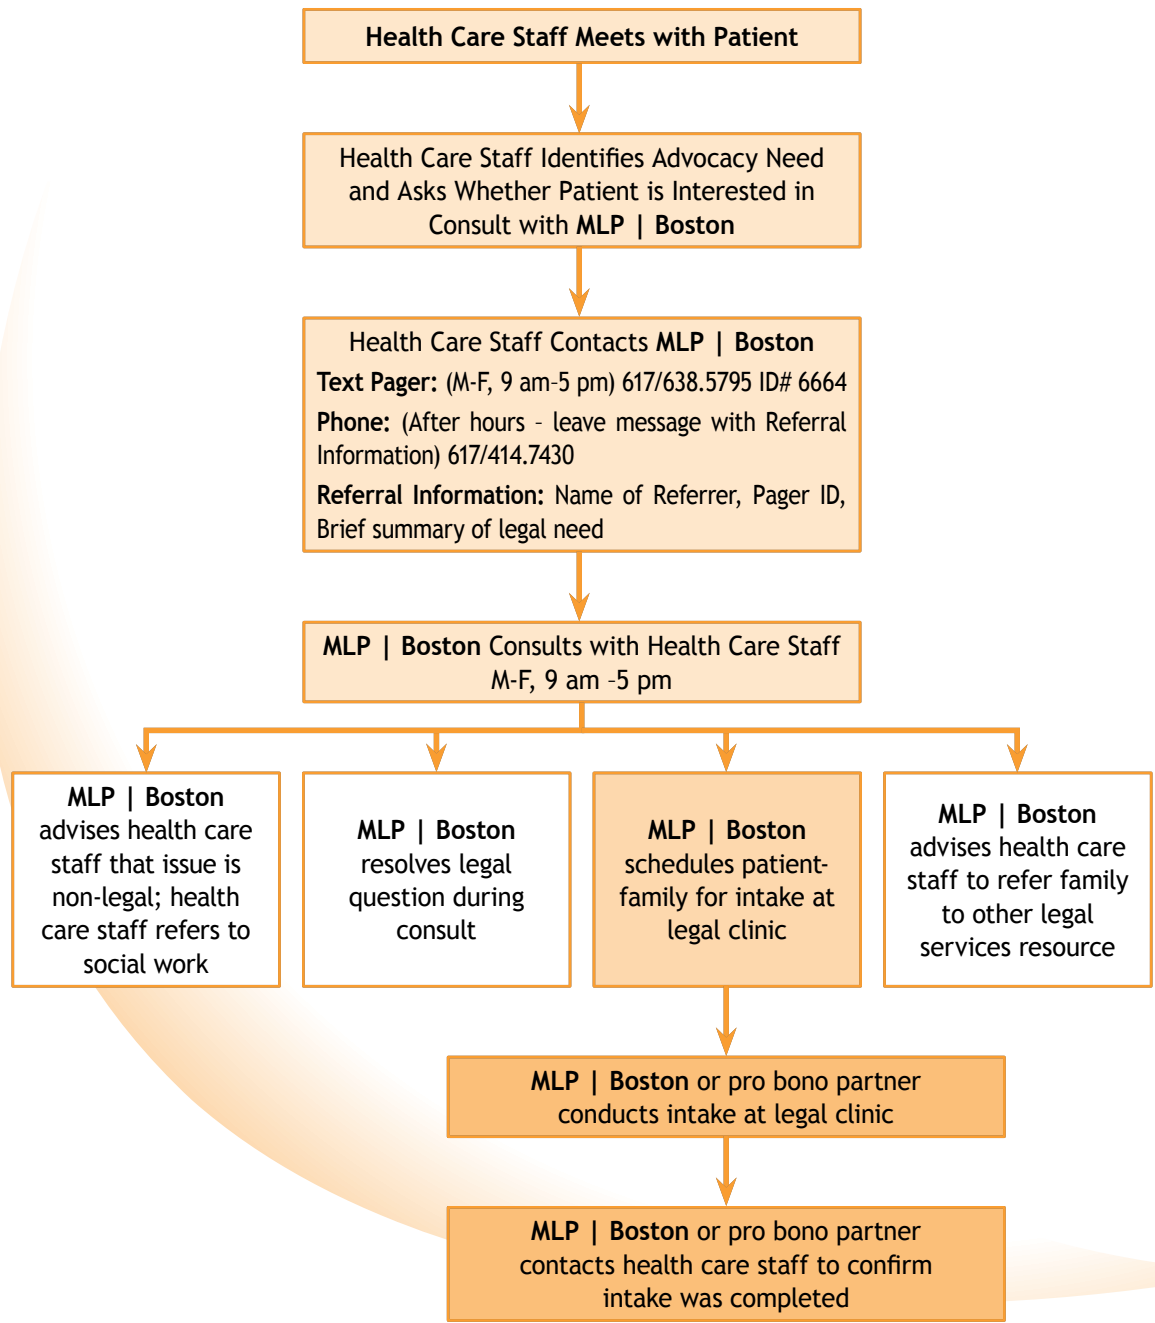 Health Care Staff Meets with Patient
Health Care Staff Identifies Advocacy Need
and Asks Whether Patient is Interested in
Consult with MLP | Boston
Health Care Staff Contacts MLP | Boston
Text Pager: (M-F, 9 am–5 pm) 617/638.5795 ID# 6664
Phone: (After hours – leave message with Referral
Information) 617/414.7430
Referral Information: Name of Referrer, Pager ID,
Brief summary of legal need
MLP | Boston Consults with Health Care Staff
M-F, 9 am –5 pm
MLP | Boston
advises health care
staff that issue is
non-legal; health
care staff refers to
social work
MLP | Boston
resolves legal
question during
consult
MLP | Boston
schedules patient-
family for intake at
legal clinic
MLP | Boston
advises health care
staff to refer family
to other legal
services resource
MLP | Boston or pro bono partner
conducts intake at legal clinic
MLP | Boston or pro bono partner
contacts health care staff to confirm
intake was completed